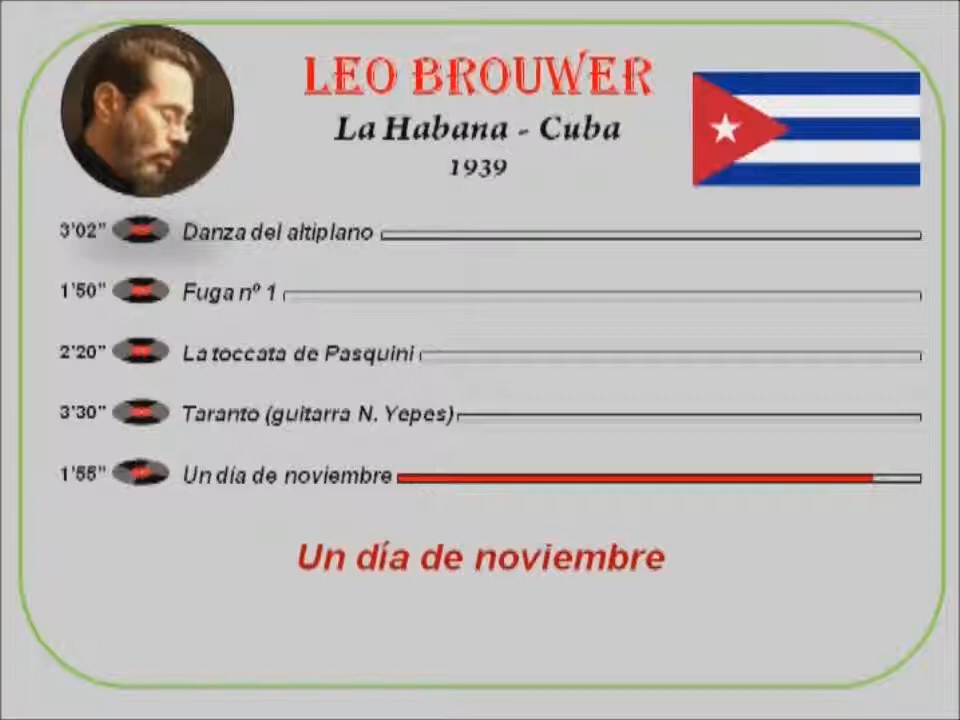 LEO BROUWER
La Habana - Cuba
1939
3'02" Danza del altiplano
1'50" Fuga nº 1
2'20" La toccata de Pasquini
3'30" Taranto (guitarra N. Yepes)
1'55" Un día de noviembre
Un día de noviembre